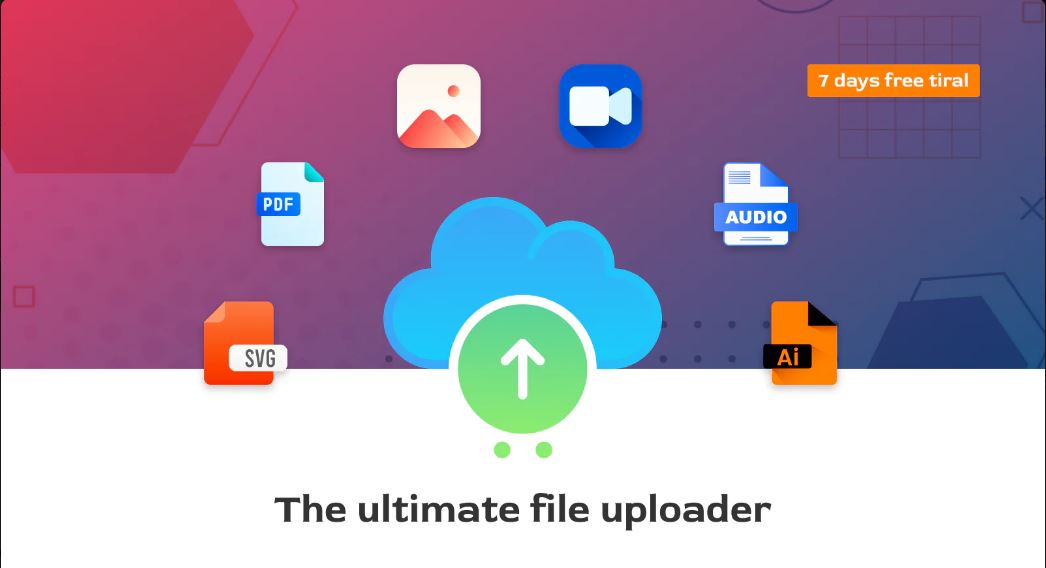 7 days free tiral
PDF
AUDIO
SVG
Ai
The ultimate file uploader